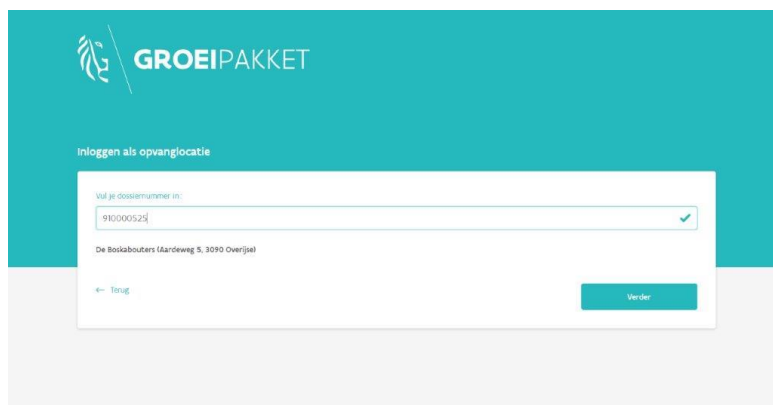 GROEIPAKKET
Inloggen als opvanglocatie
Vul je dossiernummer in:
910000525
De Boskabouters (Aardeweg 5, 3090 Overijse)
← Terug
Verder